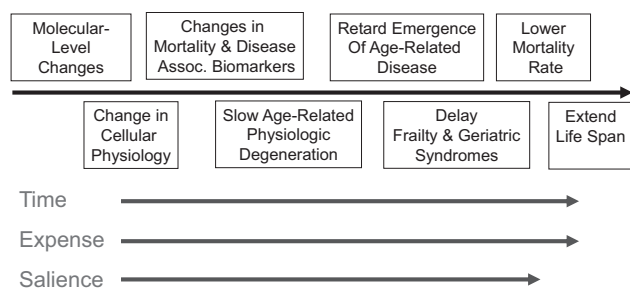 Molecular-
Level
Changes
Changes in
Mortality & Disease
Assoc. Biomarkers
Retard Emergence
Of Age-Related
Disease
Lower
Mortality
Rate
Change in
Cellular
Physiology
Slow Age-Related
Physiologic
Degeneration
Delay
Frailty & Geriatric
Syndromes
Extend
Life Span
Time
Expense
Salience